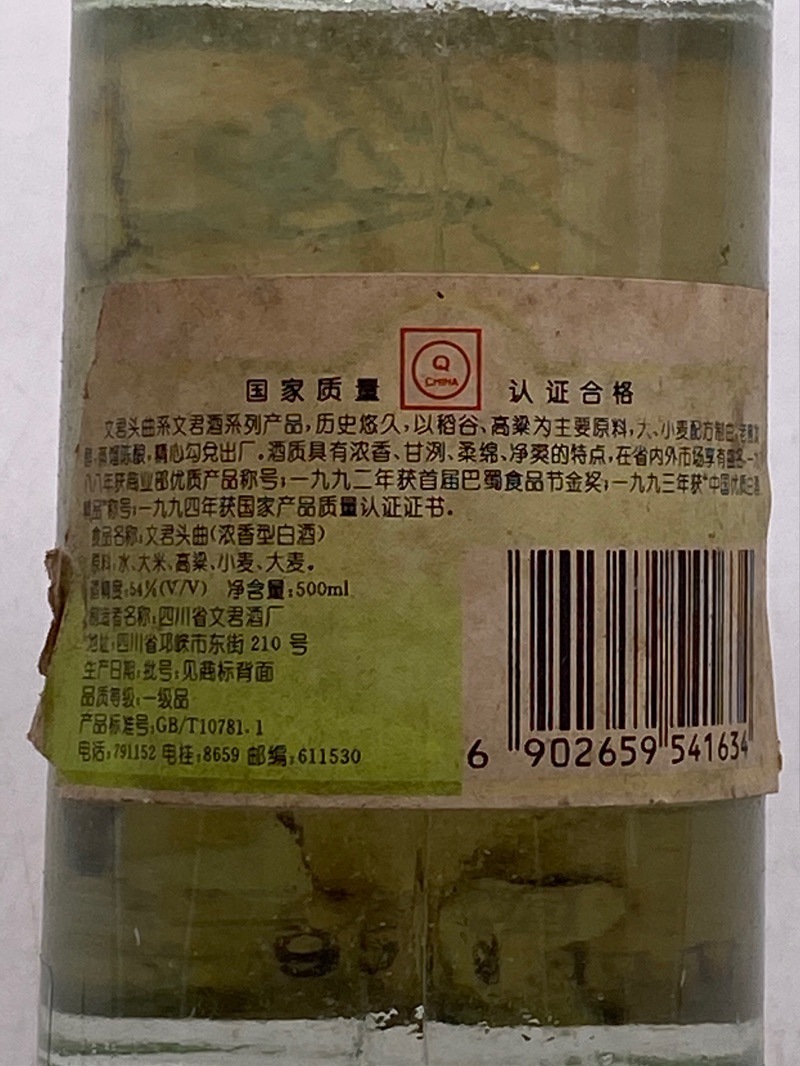 国家质量 Q CHINA 认证合格
文君头曲系文君酒系列产品，历史悠久，以稻谷、高粱为主要原料，大、小麦配方制曲，老熟
陈酿，精心勾兑出厂。酒质具有浓香、甘冽、柔绵、净爽的特点，在省内外市场享有盛名。一九
八八年获商业部优质产品称号；一九九二年获首届巴蜀食品节金奖；一九九三年获“中国优质白酒
精品”称号；一九九四年获国家产品质量认证证书。
食品名称：文君头曲（浓香型白酒）
原料：水、大米、高粱、小麦、大麦。
酒精度：54%(V/V) 净含量：500ml
制造者名称：四川省文君酒厂
地址：四川省邛崃市东街 210 号
生产日期：批号：见商标背面
品质等级：一级品
产品标准号：GB/T10781.1
电话：791152 电挂：8659 邮编：611530
6 902659 541634